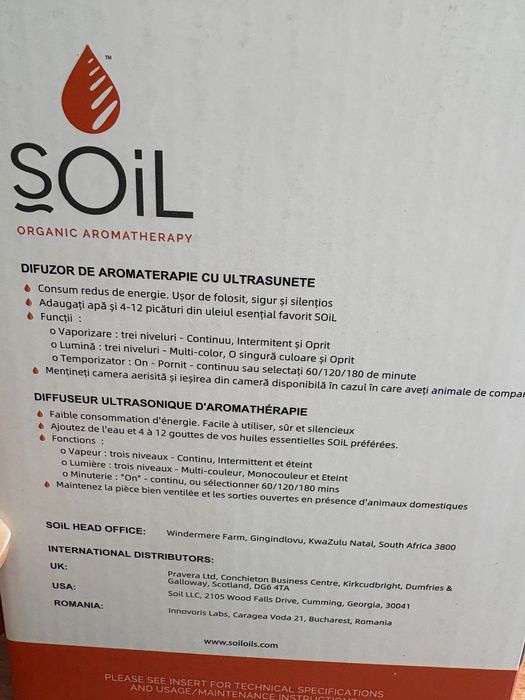 TM
SOiL
ORGANIC AROMATHERAPY
DIFUZOR DE AROMATERAPIE CU ULTRASUNETE
Consum redus de energie. Ușor de folosit, sigur și silențios
Adaugați apă și 4-12 picături din uleiul esențial favorit SOiL
Funcții :
o Vaporizare : trei niveluri - Continuu, Intermitent și Oprit
o Lumină : trei niveluri - Multi-color, O singură culoare și Oprit
o Temporizator : On - Pornit - continuu sau selectați 60/120/180 de minute
Mențineți camera aerisită și ieșirea din cameră disponibilă în cazul în care aveți animale de compa
DIFFUSEUR ULTRASONIQUE D'AROMATHÉRAPIE
Faible consommation d'énergie. Facile à utiliser, sûr et silencieux
Ajoutez de l'eau et 4 à 12 gouttes de vos huiles essentielles SOiL préférées.
Fonctions :
o Vapeur : trois niveaux - Continu, Intermittent et éteint
o Lumière : trois niveaux - Multi-couleur, Monocouleur et Eteint
o Minuterie : "On" - continu, ou sélectionner 60/120/180 mins
Maintenez la pièce bien ventilée et les sorties ouvertes en présence d'animaux domestiques
SOiL HEAD OFFICE: Windermere Farm, Gingindlovu, KwaZulu Natal, South Africa 3800
INTERNATIONAL DISTRIBUTORS:
UK: Pravera Ltd, Conchieton Business Centre, Kirkcudbright, Dumfries &
Galloway, Scotland, DG6 4TA
USA: Soil LLC, 2105 Wood Falls Drive, Cumming, Georgia, 30041
ROMANIA: Innovoris Labs, Caragea Voda 21, Bucharest, Romania
www.soiloils.com
PLEASE SEE INSERT FOR TECHNICAL SPECIFICATIONS
AND USAGE/MAINTENANCE INSTRUCTIONS